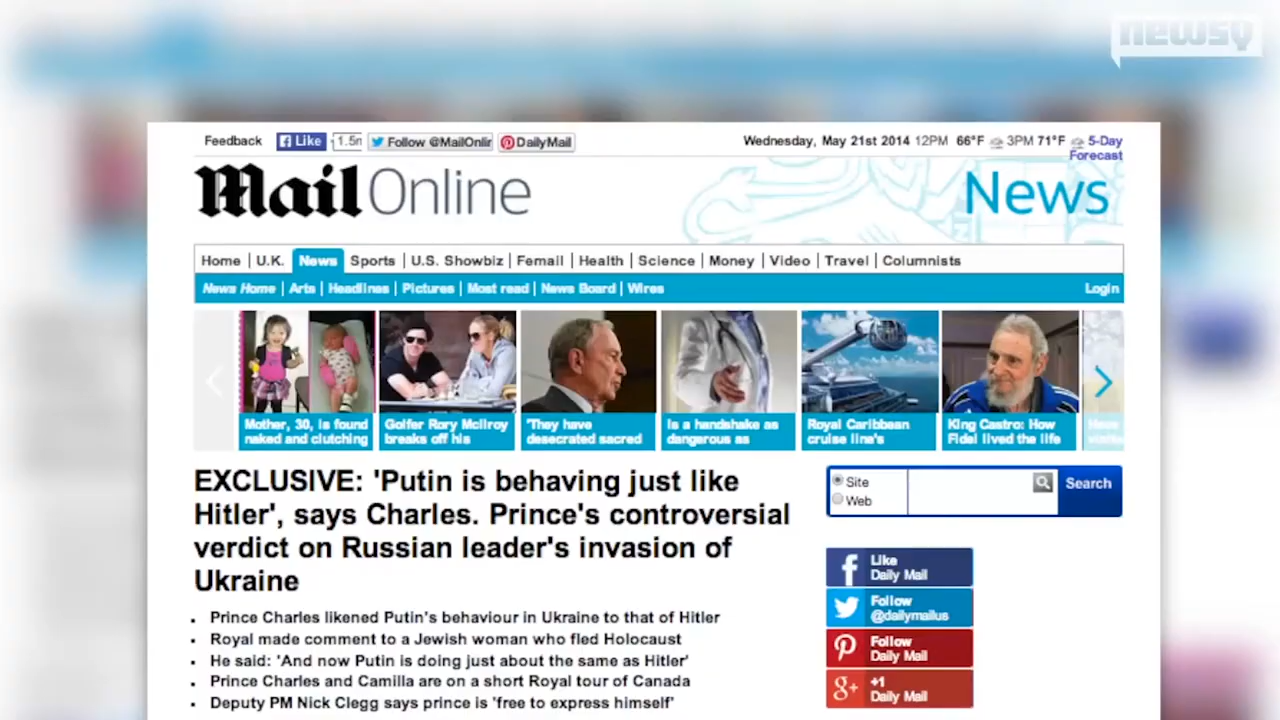 newsy
Feedback
Like
1.5m
Follow @MailOnlin
DailyMail
Wednesday, May 21st 2014 12PM 66°F 3PM 71°F 5-Day
Forecast
Mail Online
News
Home | U.K. News Sports | U.S. Showbiz | Femail | Health | Science | Money | Video | Travel | Columnists
News Home | Arts | Headlines | Pictures | Most read | News Board | Wires
Login
Mother, 30, is found
naked and clutching
Golfer Rory McIlroy
breaks off his
'They have
desecrated sacred
Is a handshake as
dangerous as
Royal Caribbean
cruise line's
King Castro: How
Fidel lived the life
EXCLUSIVE: 'Putin is behaving just like
Hitler', says Charles. Prince's controversial
verdict on Russian leader's invasion of
Ukraine
Site
Web
Search
Prince Charles likened Putin's behaviour in Ukraine to that of Hitler
Royal made comment to a Jewish woman who fled Holocaust
He said: 'And now Putin is doing just about the same as Hitler'
Prince Charles and Camilla are on a short Royal tour of Canada
Deputy PM Nick Clegg says prince is 'free to express himself'
Like
Daily Mail
Follow
@dailymailus
Follow
Daily Mail
+1
Daily Mail